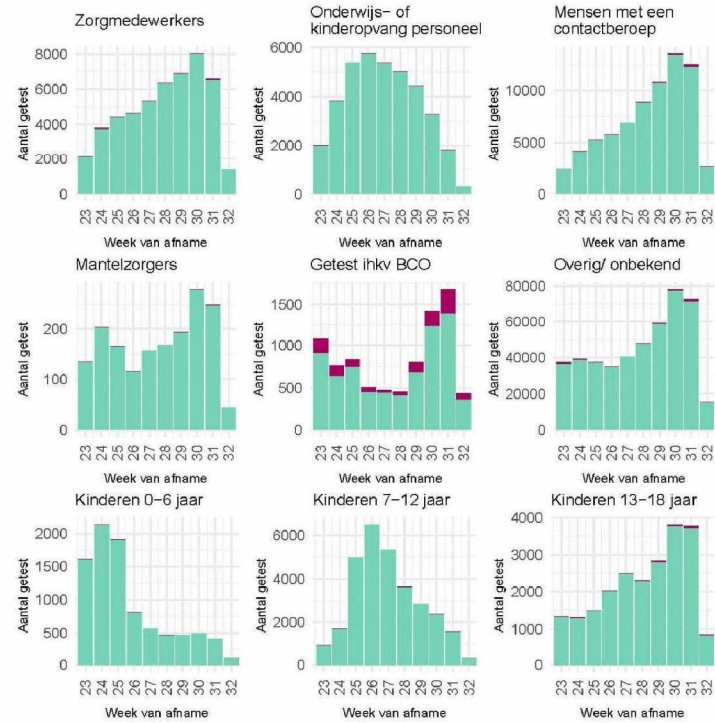 Zorgmedewerkers
Aantal getest
8000
6000
4000
2000
0
23 24 25 26 27 28 29 30 31 32
Week van afname
Onderwijs- of
kinderopvang personeel
Aantal getest
6000
4000
2000
0
23 24 25 26 27 28 29 30 31 32
Week van afname
Mensen met een
contactberoep
Aantal getest
10000
5000
0
23 24 25 26 27 28 29 30 31 32
Week van afname
Mantelzorgers
Aantal getest
200
100
0
23 24 25 26 27 28 29 30 31 32
Week van afname
Getest ihkv BCO
Aantal getest
1500
1000
500
0
23 24 25 26 27 28 29 30 31 32
Week van afname
Overig/ onbekend
Aantal getest
80000
60000
40000
20000
0
23 24 25 26 27 28 29 30 31 32
Week van afname
Kinderen 0-6 jaar
Aantal getest
2000
1500
1000
500
0
23 24 25 26 27 28 29 30 31 32
Week van afname
Kinderen 7-12 jaar
Aantal getest
6000
4000
2000
0
23 24 25 26 27 28 29 30 31 32
Week van afname
Kinderen 13-18 jaar
Aantal getest
4000
3000
2000
1000
0
23 24 25 26 27 28 29 30 31 32
Week van afname